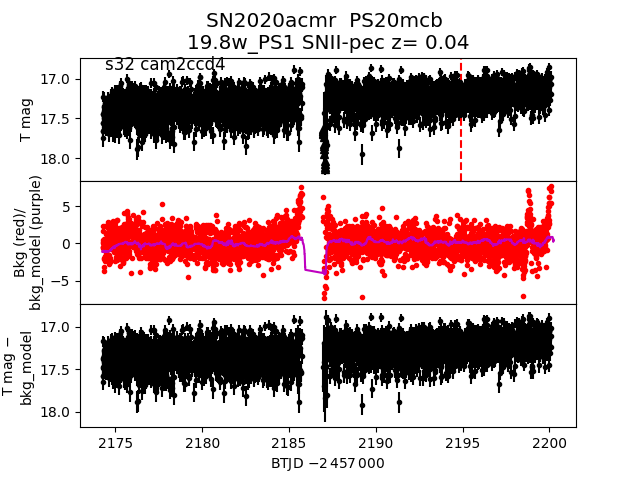 SN2020acmr  PS20mcb
19.8w_PS1 SNII-pec z= 0.04
s32 cam2ccd4
17.0
17.5
18.0
T mag
5
0
−5
Bkg (red)/
bkg_model (purple)
17.0
17.5
18.0
T mag −
bkg_model
2175 2180 2185 2190 2195 2200
BTJD −2 457 000